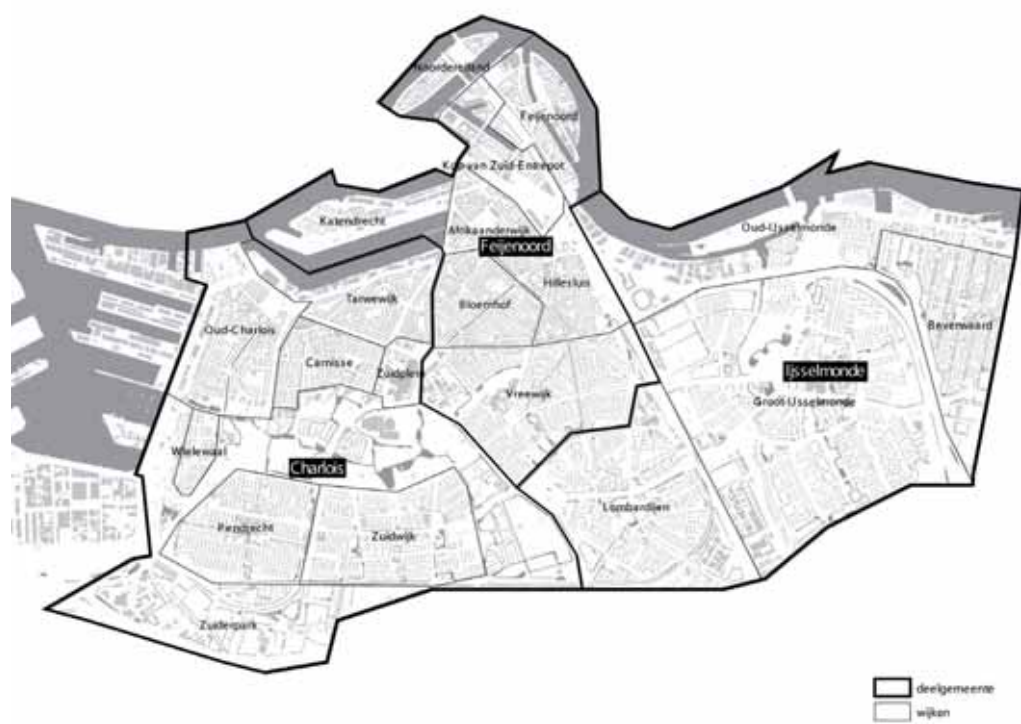 Noordereiland
Feijenoord
Kop van Zuid-Entrepot
Katendrecht
Afrikaanderwijk
Oud-IJsselmonde
Feijenoord
Hillesluis
Tarwewijk
Bloemhof
Oud-Charlois
Beverwaard
Carnisse
Zuidplein
IJsselmonde
Vreewijk
Groot-IJsselmonde
Wielewaal
Charlois
Lombardijen
Pendrecht
Zuidwijk
Zuiderpark
deelgemeente
wijken